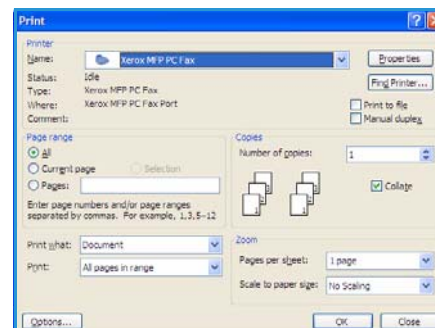 Print
Printer
Name: Xerox MFP PC Fax Properties
Status: Idle Find Printer...
Type: Xerox MFP PC Fax
Where: Xerox MFP PC Fax Port Print to file
Comment: Manual duplex
Page range
All
Current page Selection
Pages:
Enter page numbers and/or page ranges
separated by commas. For example, 1,3,5-12
Copies
Number of copies: 1
Collate
Print what: Document
Print: All pages in range
Zoom
Pages per sheet: 1 page
Scale to paper size: No Scaling
Options... OK Close